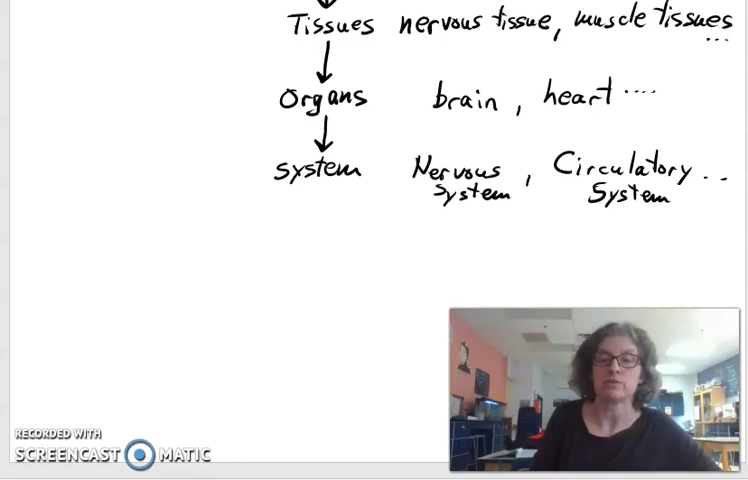 Tissues nervous tissue, muscle tissues ...
Organs brain, heart ....
System Nervous System, Circulatory System ..
RECORDED WITH
SCREENCAST MATIC